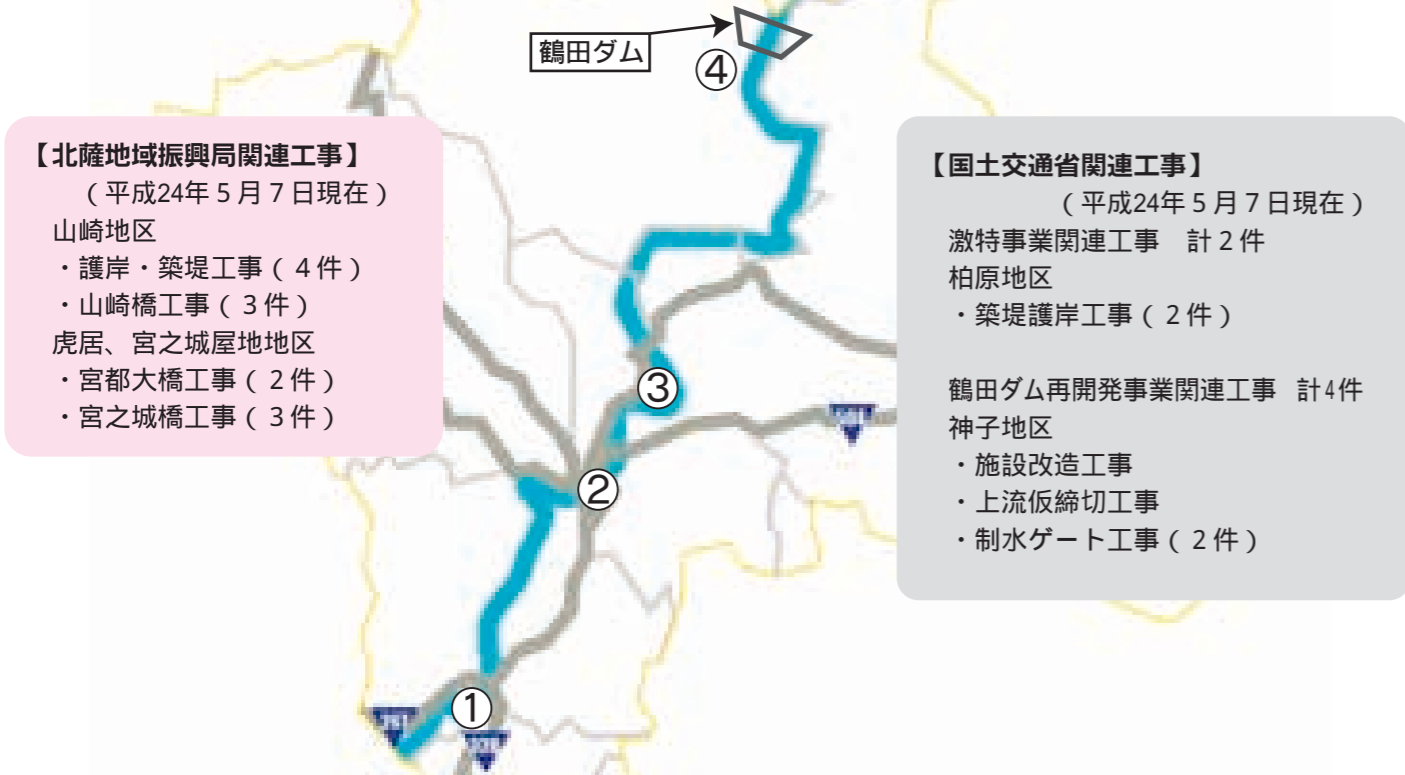 鶴田ダム
④
【北薩地域振興局関連工事】
（平成24年５月７日現在）
山崎地区
・護岸・築堤工事（４件）
・山崎橋工事（３件）
虎居、宮之城屋地地区
・宮都大橋工事（２件）
・宮之城橋工事（３件）
【国土交通省関連工事】
（平成24年５月７日現在）
激特事業関連工事　計２件
柏原地区
・築堤護岸工事（２件）
鶴田ダム再開発事業関連工事　計４件
神子地区
・施設改造工事
・上流仮締切工事
・制水ゲート工事（２件）
③
②
①